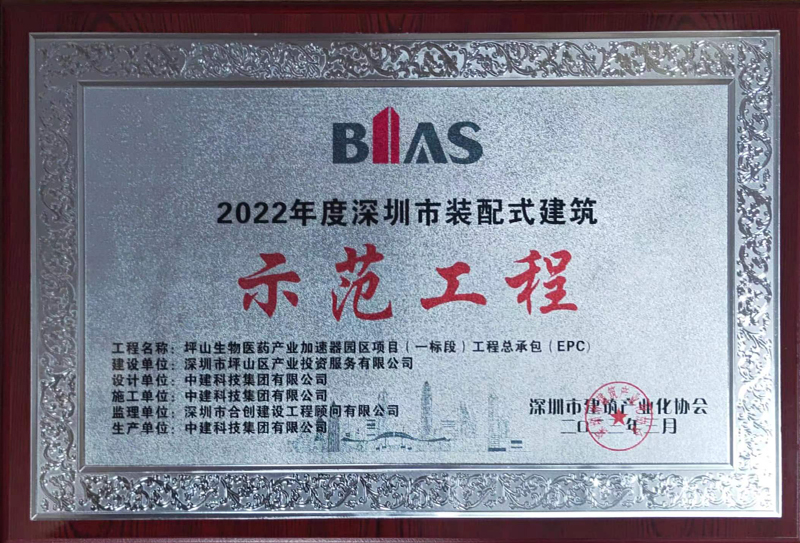 BIAS
2022年度深圳市装配式建筑
示范工程
工程名称：坪山生物医药产业加速器园区项目（一标段）工程总承包（EPC）
建设单位：深圳市坪山区产业投资服务有限公司
设计单位：中建科技集团有限公司
施工单位：中建科技集团有限公司
监理单位：深圳市合创建设工程顾问有限公司
生产单位：中建科技集团有限公司
深圳市建筑产业化协会